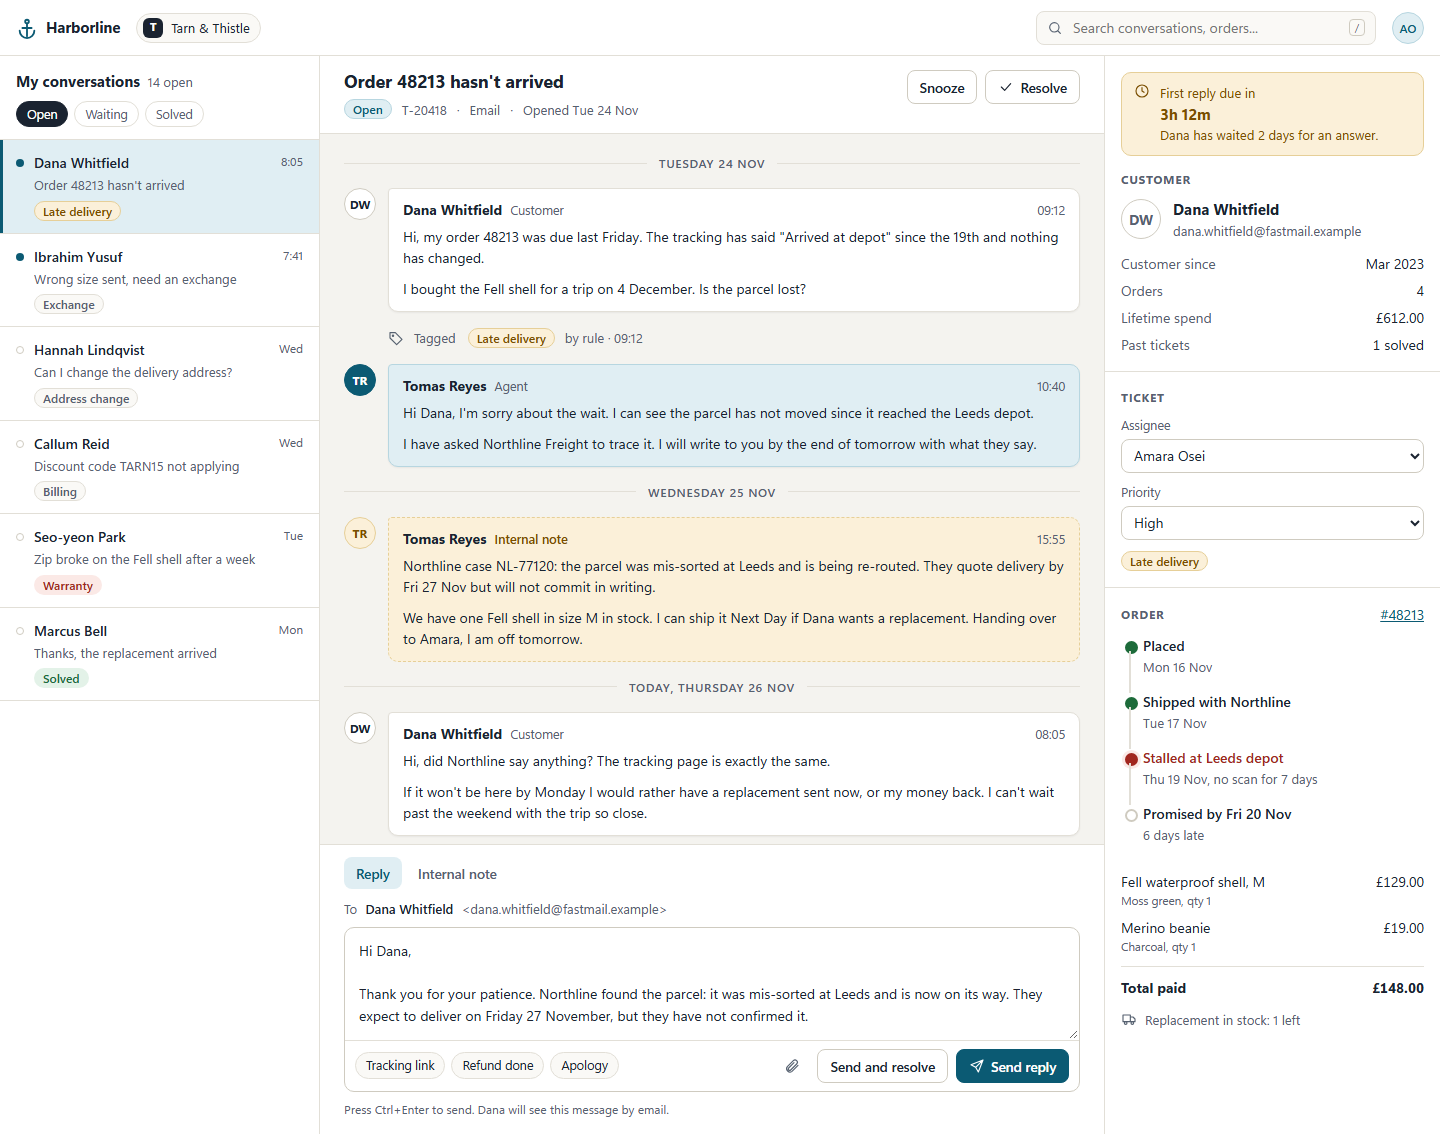 Harborline
T Tarn & Thistle
Search conversations, orders... /
AO
My conversations 14 open
Open Waiting Solved
Dana Whitfield 8:05
Order 48213 hasn't arrived
Late delivery
Ibrahim Yusuf 7:41
Wrong size sent, need an exchange
Exchange
Hannah Lindqvist Wed
Can I change the delivery address?
Address change
Callum Reid Wed
Discount code TARN15 not applying
Billing
Seo-yeon Park Tue
Zip broke on the Fell shell after a week
Warranty
Marcus Bell Mon
Thanks, the replacement arrived
Solved
Order 48213 hasn't arrived
Open T-20418 · Email · Opened Tue 24 Nov
Snooze Resolve
TUESDAY 24 NOV
DW Dana Whitfield Customer 09:12
Hi, my order 48213 was due last Friday. The tracking has said "Arrived at depot" since the 19th and nothing
has changed.
I bought the Fell shell for a trip on 4 December. Is the parcel lost?
Tagged Late delivery by rule · 09:12
TR Tomas Reyes Agent 10:40
Hi Dana, I'm sorry about the wait. I can see the parcel has not moved since it reached the Leeds depot.
I have asked Northline Freight to trace it. I will write to you by the end of tomorrow with what they say.
WEDNESDAY 25 NOV
TR Tomas Reyes Internal note 15:55
Northline case NL-77120: the parcel was mis-sorted at Leeds and is being re-routed. They quote delivery by
Fri 27 Nov but will not commit in writing.
We have one Fell shell in size M in stock. I can ship it Next Day if Dana wants a replacement. Handing over
to Amara, I am off tomorrow.
TODAY, THURSDAY 26 NOV
DW Dana Whitfield Customer 08:05
Hi, did Northline say anything? The tracking page is exactly the same.
If it won't be here by Monday I would rather have a replacement sent now, or my money back. I can't wait
past the weekend with the trip so close.
Reply Internal note
To Dana Whitfield <dana.whitfield@fastmail.example>
Hi Dana,
Thank you for your patience. Northline found the parcel: it was mis-sorted at Leeds and is now on its way. They
expect to deliver on Friday 27 November, but they have not confirmed it.
Tracking link Refund done Apology
Send and resolve Send reply
Press Ctrl+Enter to send. Dana will see this message by email.
First reply due in
3h 12m
Dana has waited 2 days for an answer.
CUSTOMER
DW Dana Whitfield
dana.whitfield@fastmail.example
Customer since Mar 2023
Orders 4
Lifetime spend £612.00
Past tickets 1 solved
TICKET
Assignee
Amara Osei
Priority
High
Late delivery
ORDER #48213
Placed
Mon 16 Nov
Shipped with Northline
Tue 17 Nov
Stalled at Leeds depot
Thu 19 Nov, no scan for 7 days
Promised by Fri 20 Nov
6 days late
Fell waterproof shell, M £129.00
Moss green, qty 1
Merino beanie £19.00
Charcoal, qty 1
Total paid £148.00
Replacement in stock: 1 left